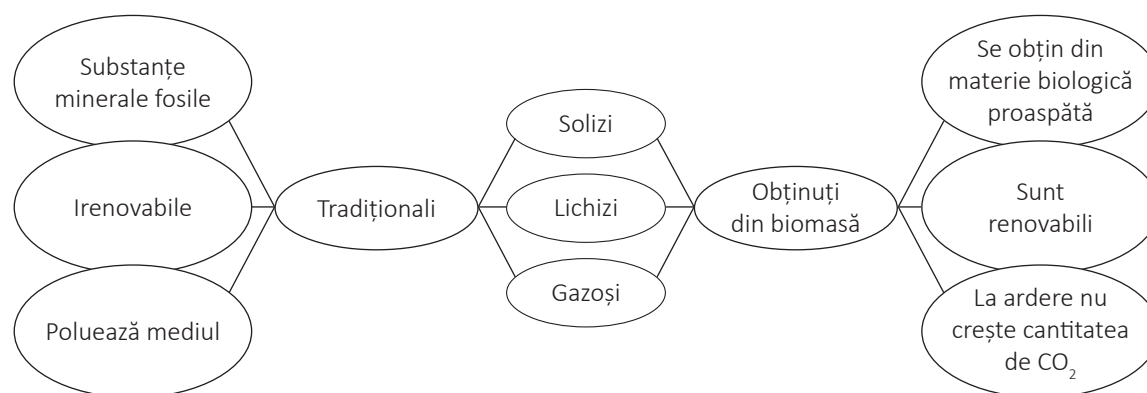 Substanțe
minerale fosile
Irenovabile
Poluează mediul
Tradiționali
Solizi
Lichizi
Gazoși
Obținuți
din biomasă
Se obțin din
materie biologică
proaspătă
Sunt
renovabili
La ardere nu
crește cantitatea
de CO₂